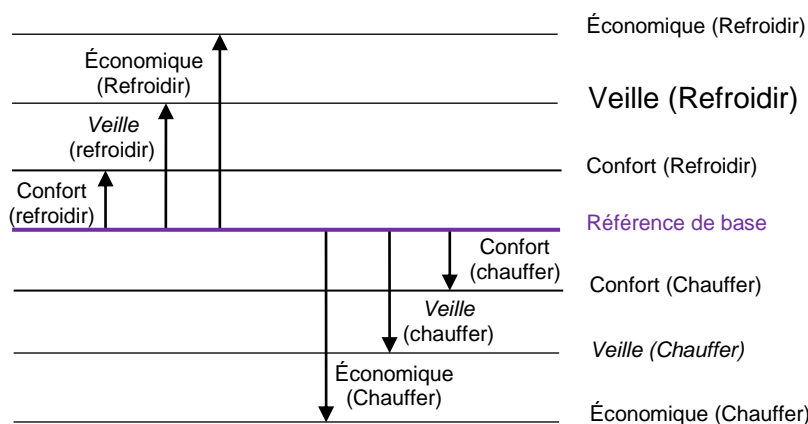 Économique (Refroidir)
Économique
(Refroidir)
Veille (Refroidir)
Veille
(refroidir)
Confort (Refroidir)
Confort
(refroidir)
Référence de base
Confort
(chauffer)
Confort (Chauffer)
Veille
(chauffer)
Veille (Chauffer)
Économique
(Chauffer)
Économique (Chauffer)